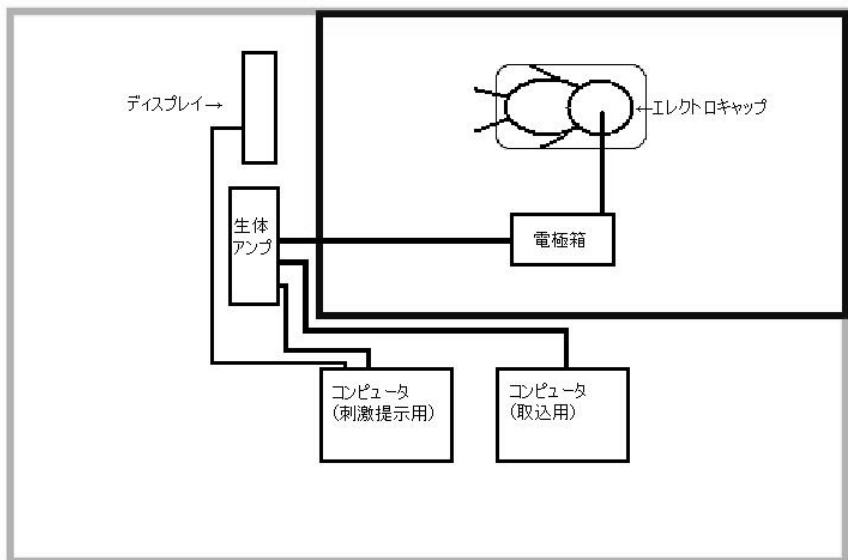 ディスプレイ→
←エレクトロキャップ
生体
アンプ
電極箱
コンピュータ
(刺激提示用)
コンピュータ
(取込用)